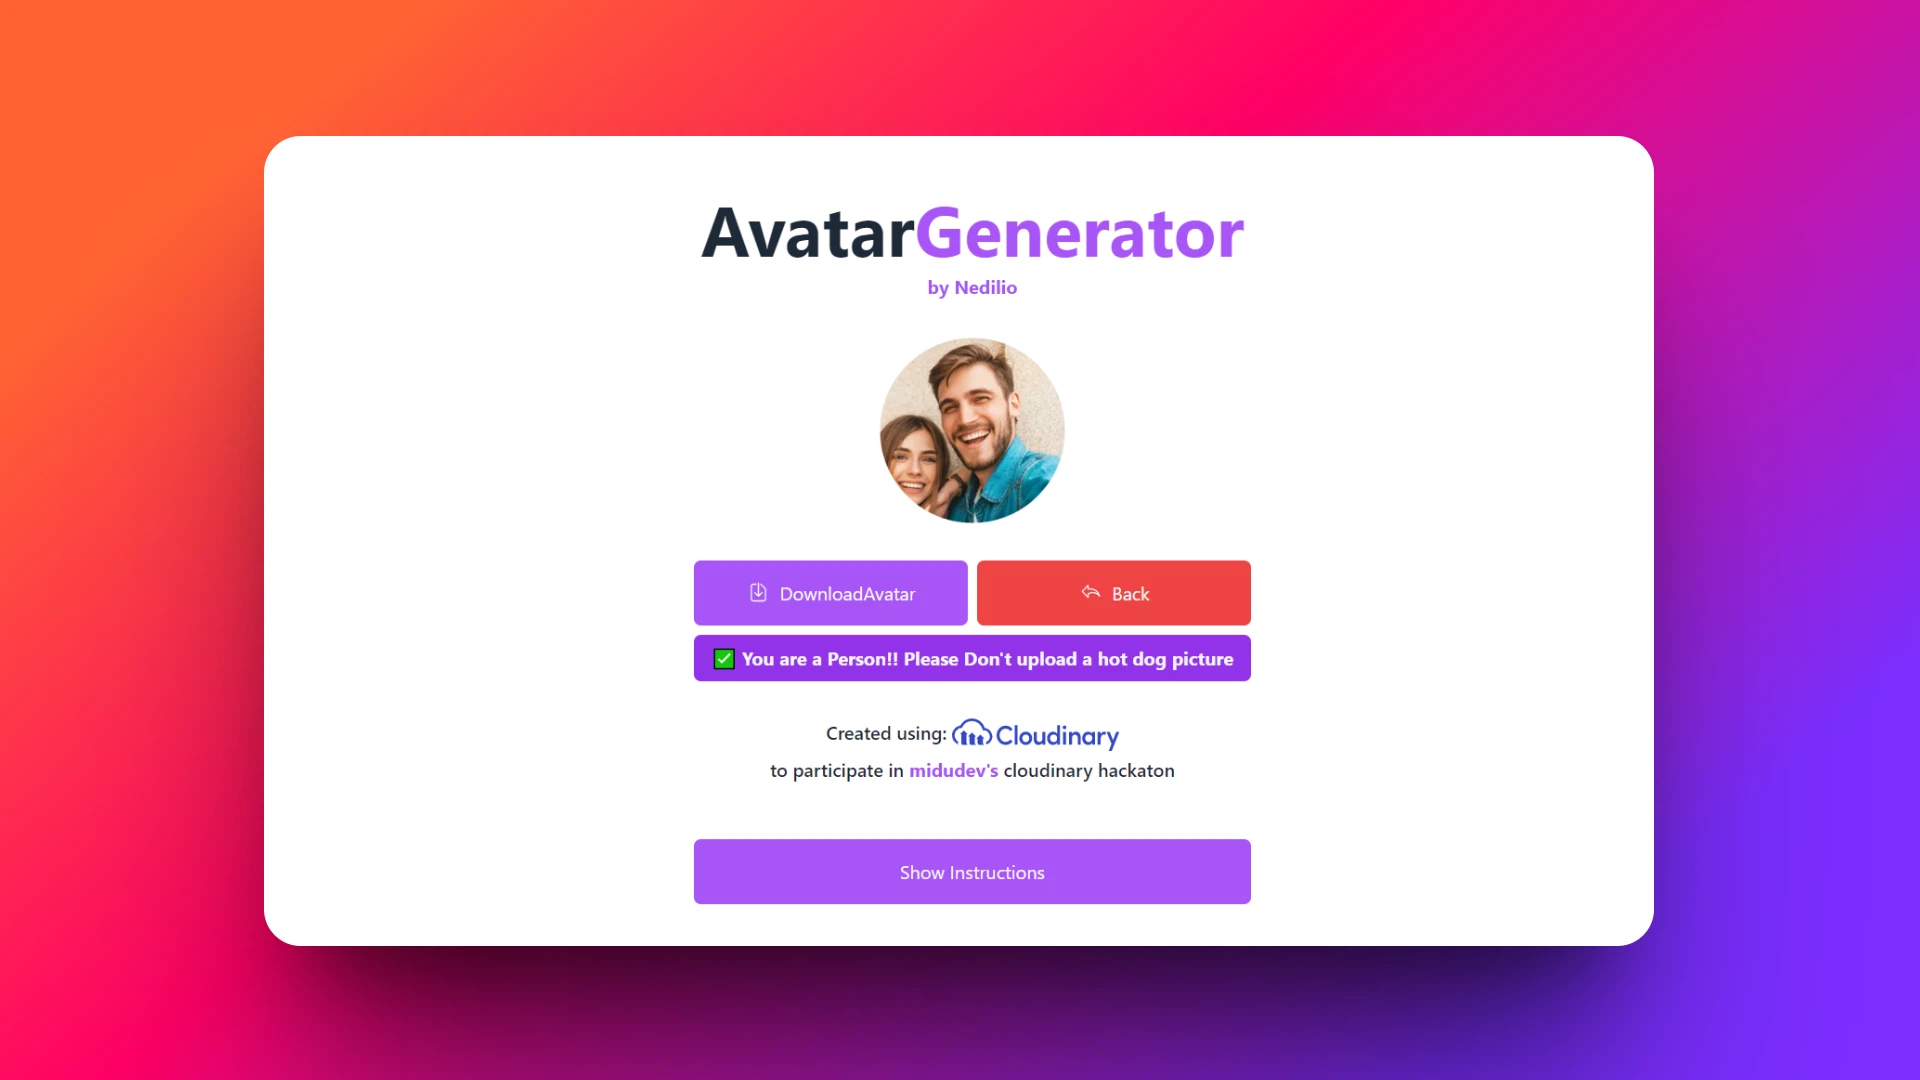 AvatarGenerator
by Nedilio
DownloadAvatar
Back
✅ You are a Person!! Please Don't upload a hot dog picture
Created using: Cloudinary
to participate in midudev's cloudinary hackaton
Show Instructions